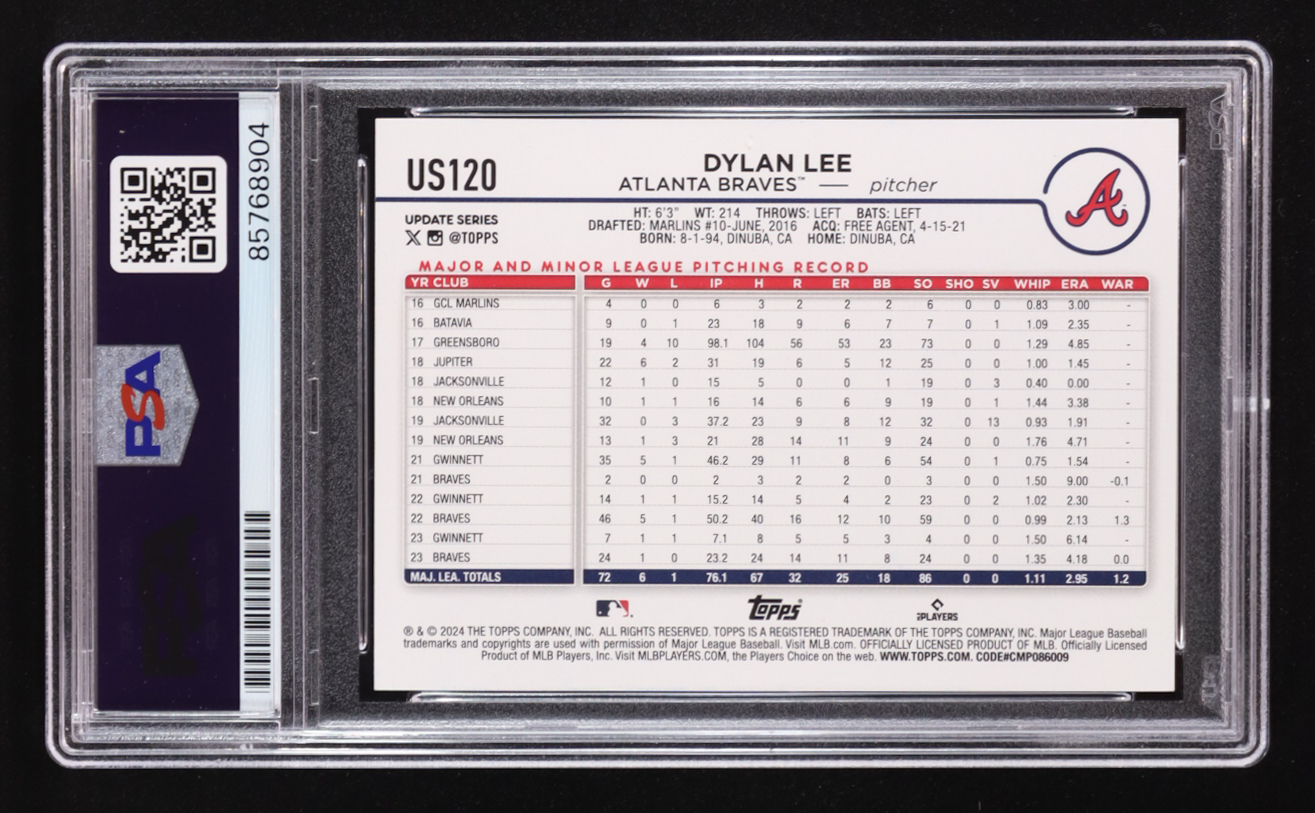 85768904
PSA
US120
DYLAN LEE
ATLANTA BRAVES™ — pitcher
A
UPDATE SERIES
X @TOPPS
HT: 6'3" WT: 214 THROWS: LEFT BATS: LEFT
DRAFTED: MARLINS #10-JUNE, 2016 ACQ: FREE AGENT, 4-15-21
BORN: 8-1-94, DINUBA, CA HOME: DINUBA, CA
MAJOR AND MINOR LEAGUE PITCHING RECORD
YR CLUB G W L IP H R ER BB SO SHO SV WHIP ERA WAR
16 GCL MARLINS 4 0 0 6 3 2 2 2 6 0 0 0.83 3.00 -
16 BATAVIA 9 0 1 23 18 9 6 7 7 0 1 1.09 2.35 -
17 GREENSBORO 19 4 10 98.1 104 56 53 23 73 0 0 1.29 4.85 -
18 JUPITER 22 6 2 31 19 6 5 12 25 0 0 1.00 1.45 -
18 JACKSONVILLE 12 1 0 15 5 0 0 1 19 0 3 0.40 0.00 -
18 NEW ORLEANS 10 1 1 16 14 6 6 9 19 0 1 1.44 3.38 -
19 JACKSONVILLE 32 0 3 37.2 23 9 8 12 32 0 13 0.93 1.91 -
19 NEW ORLEANS 13 1 3 21 28 14 11 9 24 0 0 1.76 4.71 -
21 GWINNETT 35 5 1 46.2 29 11 8 6 54 0 1 0.75 1.54 -
21 BRAVES 2 0 0 2 3 2 2 0 3 0 0 1.50 9.00 -0.1
22 GWINNETT 14 1 1 15.2 14 5 4 2 23 0 2 1.02 2.30 -
22 BRAVES 46 5 1 50.2 40 16 12 10 59 0 0 0.99 2.13 1.3
23 GWINNETT 7 1 1 7.1 8 5 5 3 4 0 0 1.50 6.14 -
23 BRAVES 24 1 0 23.2 24 14 11 8 24 0 0 1.35 4.18 0.0
MAJ. LEA. TOTALS 72 6 1 76.1 67 32 25 18 86 0 0 1.11 2.95 1.2
Topps PLAYERS
® & © 2024 THE TOPPS COMPANY, INC. ALL RIGHTS RESERVED. TOPPS IS A REGISTERED TRADEMARK OF THE TOPPS COMPANY, INC. Major League Baseball
trademarks and copyrights are used with permission of Major League Baseball. Visit MLB.com. OFFICIALLY LICENSED PRODUCT OF MLB. Officially Licensed
Product of MLB Players, Inc. Visit MLBPLAYERS.COM, the Players Choice on the web. WWW.TOPPS.COM. CODE#CMP086009